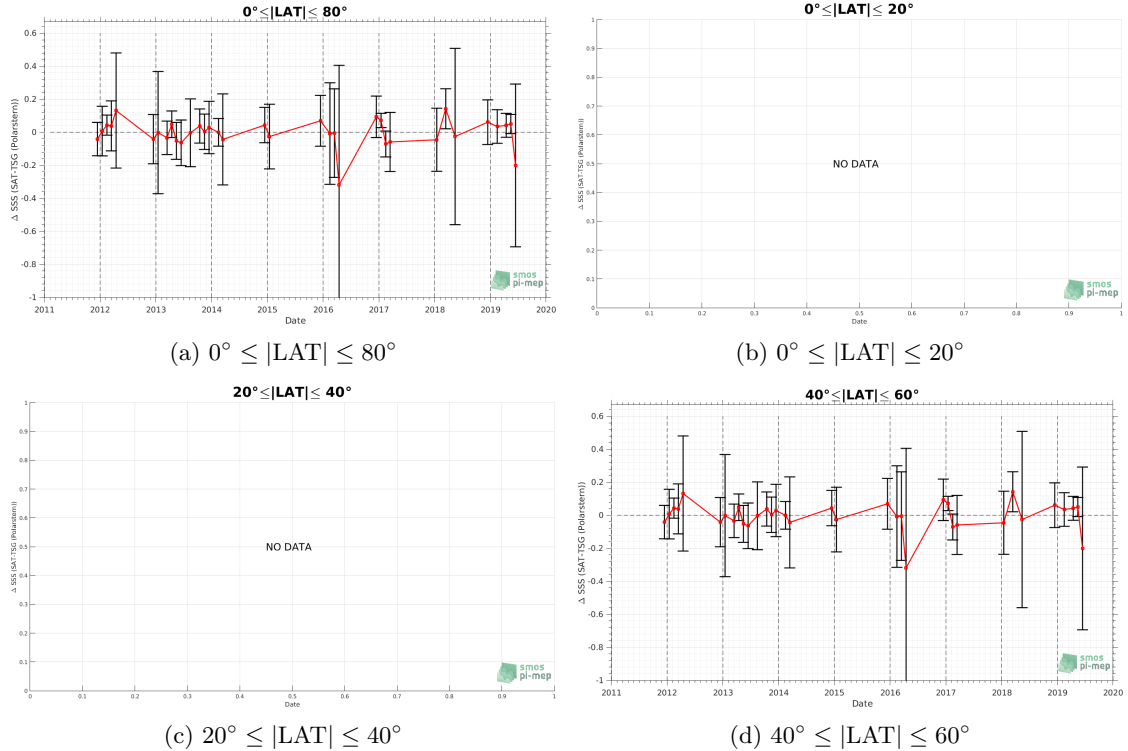 0°≤|LAT|≤ 80°
Δ SSS (SAT-TSG (Polarstern))
0.6
0.4
0.2
0
-0.2
-0.4
-0.6
-0.8
-1
2011 2012 2013 2014 2015 2016 2017 2018 2019 2020
Date
smos
pi-mep
(a) 0° ≤ |LAT| ≤ 80°
0°≤|LAT|≤ 20°
Δ SSS (SAT-TSG (Polarstern))
1
0.9
0.8
0.7
0.6
0.5
0.4
0.3
0.2
0.1
0
NO DATA
0 0.1 0.2 0.3 0.4 0.5 0.6 0.7 0.8 0.9 1
Date
smos
pi-mep
(b) 0° ≤ |LAT| ≤ 20°
20°≤|LAT|≤ 40°
Δ SSS (SAT-TSG (Polarstern))
1
0.9
0.8
0.7
0.6
0.5
0.4
0.3
0.2
0.1
0
NO DATA
0 0.1 0.2 0.3 0.4 0.5 0.6 0.7 0.8 0.9 1
Date
smos
pi-mep
(c) 20° ≤ |LAT| ≤ 40°
40°≤|LAT|≤ 60°
Δ SSS (SAT-TSG (Polarstern))
0.6
0.4
0.2
0
-0.2
-0.4
-0.6
-0.8
-1
2011 2012 2013 2014 2015 2016 2017 2018 2019 2020
Date
smos
pi-mep
(d) 40° ≤ |LAT| ≤ 60°